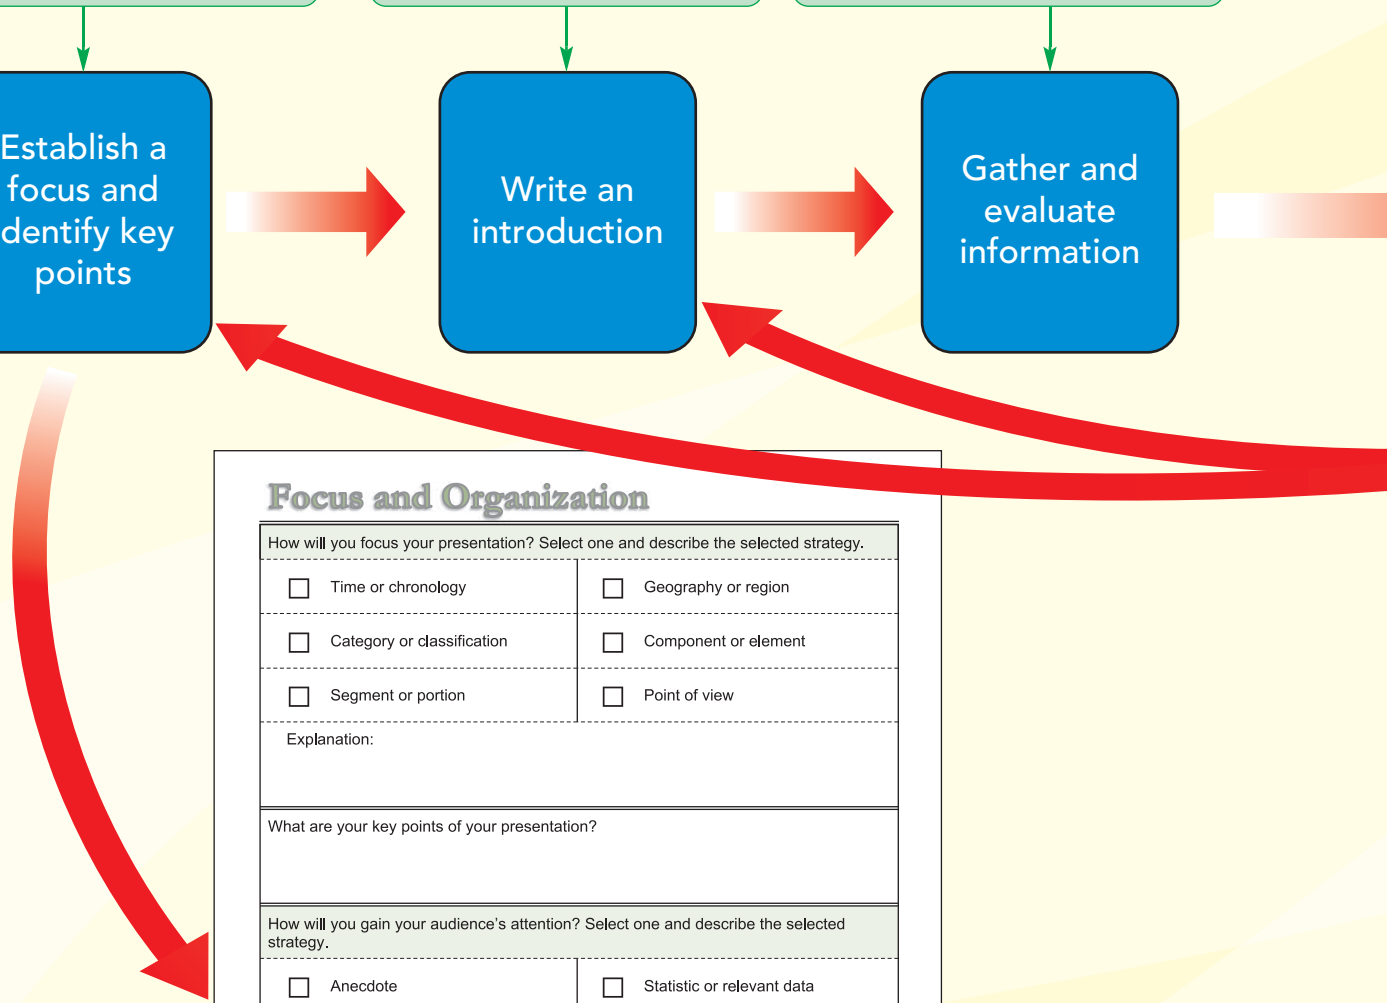 Establish a
focus and
dentify key
points
Write an
introduction
Gather and
evaluate
information
Focus and Organization
How will you focus your presentation? Select one and describe the selected strategy.
Time or chronology
Geography or region
Category or classification
Component or element
Segment or portion
Point of view
Explanation:
What are your key points of your presentation?
How will you gain your audience's attention? Select one and describe the selected
strategy.
Anecdote
Statistic or relevant data